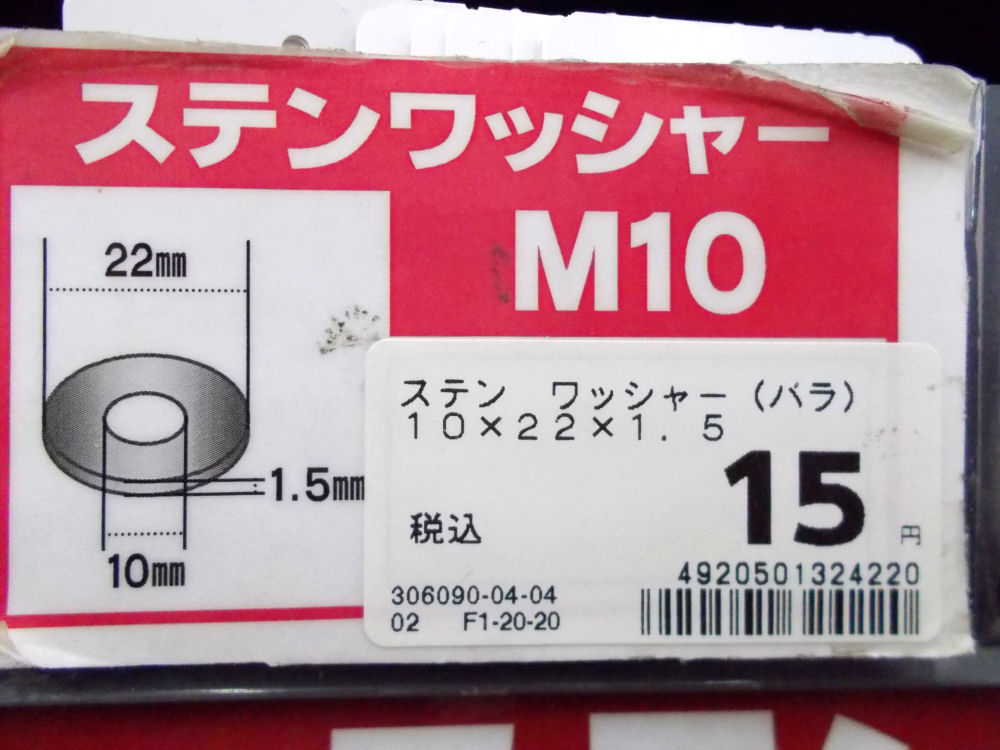 ステンワッシャー
M10
22mm
1.5mm
10mm
ステン　ワッシャー（バラ）
１０×２２×１．５
15円
税込
4920501324220
306090-04-04
02 F1-20-20